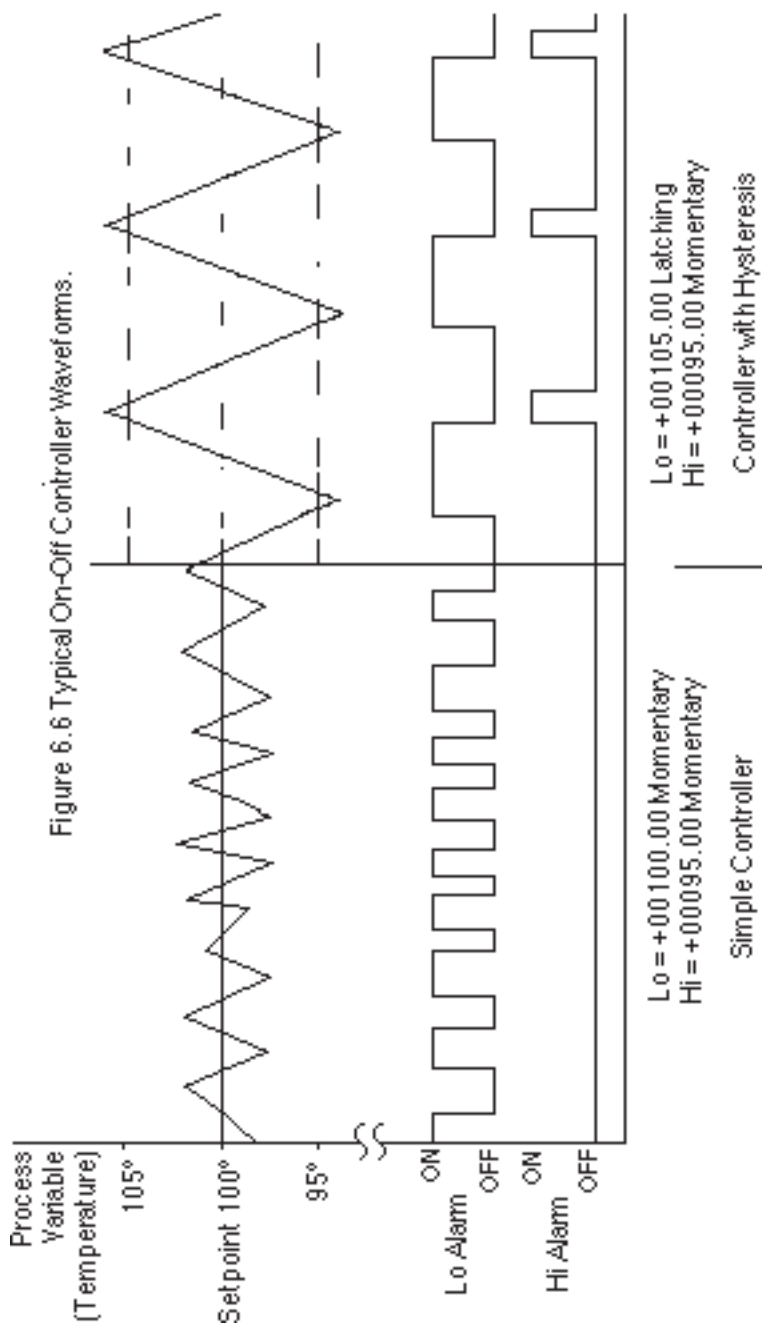 Figure 6.6 Typical On-Off Controller Waveforms.
Process
Variable
(Temperature)
105°
Setpoint 100°
95°
ON
Lo Alarm
OFF
ON
Hi Alarm
OFF
Lo = +00100.00 Momentary
Hi = +00095.00 Momentary
Simple Controller
Lo = +00105.00 Latching
Hi = +00095.00 Momentary
Controller with Hysteresis